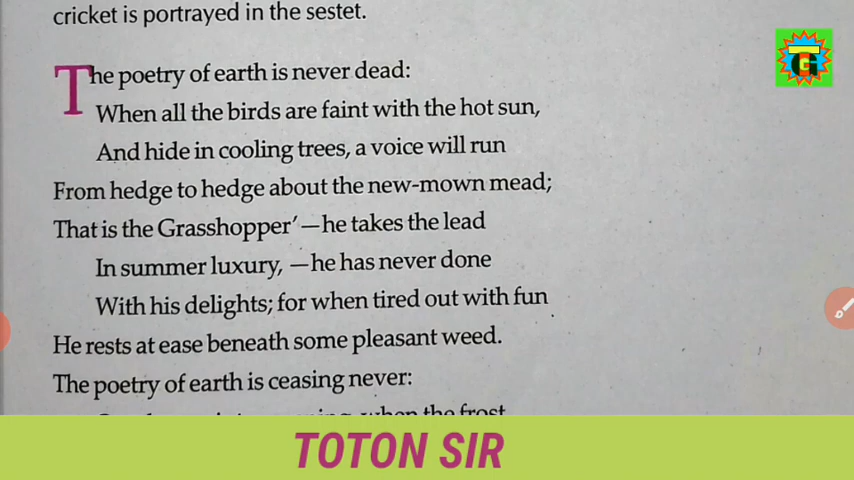 cricket is portrayed in the sestet.
The poetry of earth is never dead:
When all the birds are faint with the hot sun,
And hide in cooling trees, a voice will run
From hedge to hedge about the new-mown mead;
That is the Grasshopper’—he takes the lead
In summer luxury, —he has never done
With his delights; for when tired out with fun
He rests at ease beneath some pleasant weed.
The poetry of earth is ceasing never:
when the frost
TOTON SIR